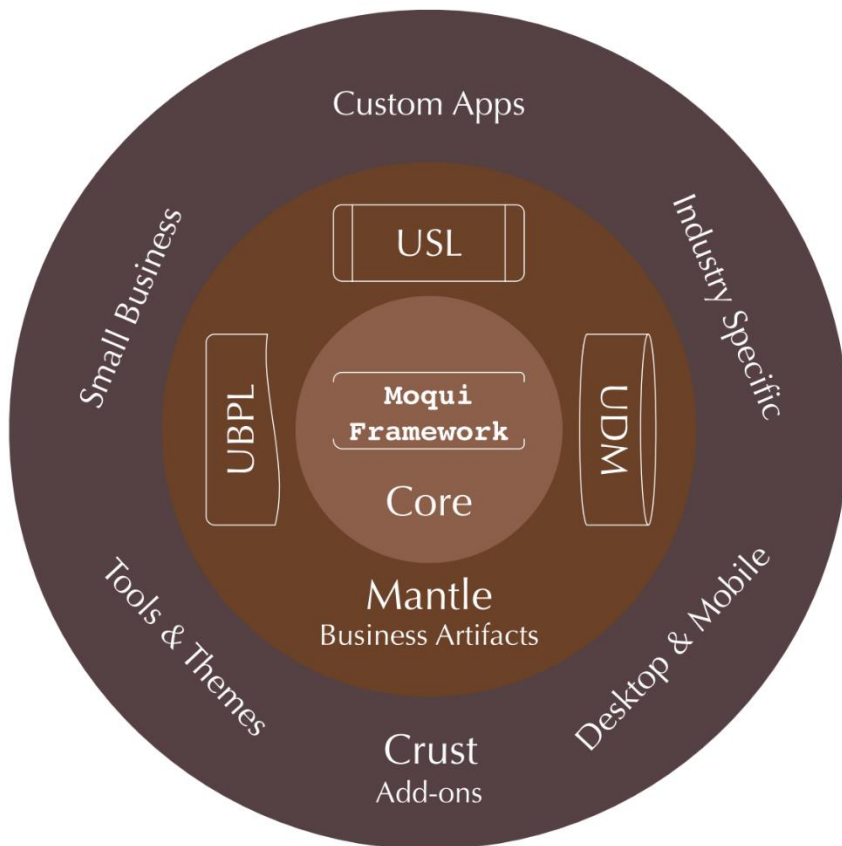 Custom Apps
Small Business
Industry Specific
USL
UBPL
UDM
Moqui
Framework
Core
Mantle
Business Artifacts
Tools & Themes
Desktop & Mobile
Crust
Add-ons